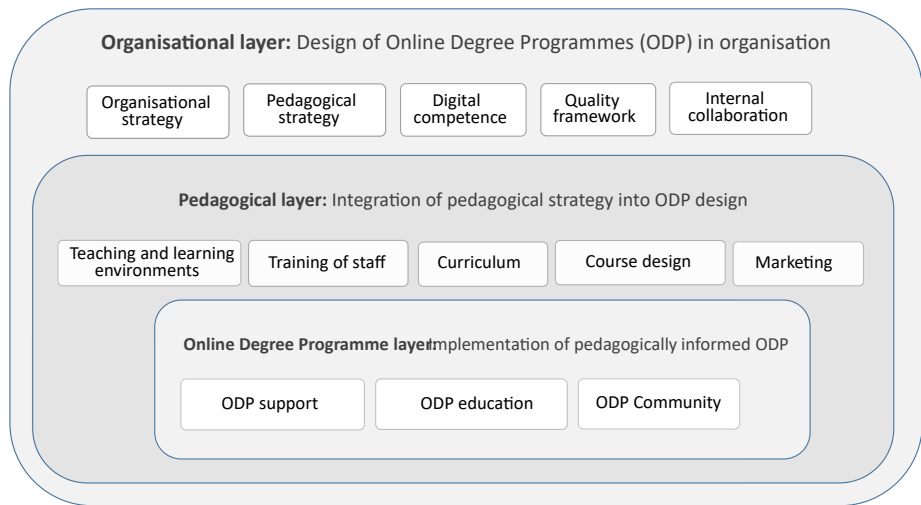 Organisational layer: Design of Online Degree Programmes (ODP) in organisation
Organisational
strategy
Pedagogical
strategy
Digital
competence
Quality
framework
Internal
collaboration
Pedagogical layer: Integration of pedagogical strategy into ODP design
Teaching and learning
environments
Training of staff
Curriculum
Course design
Marketing
Online Degree Programme layer: Implementation of pedagogically informed ODP
ODP support
ODP education
ODP Community